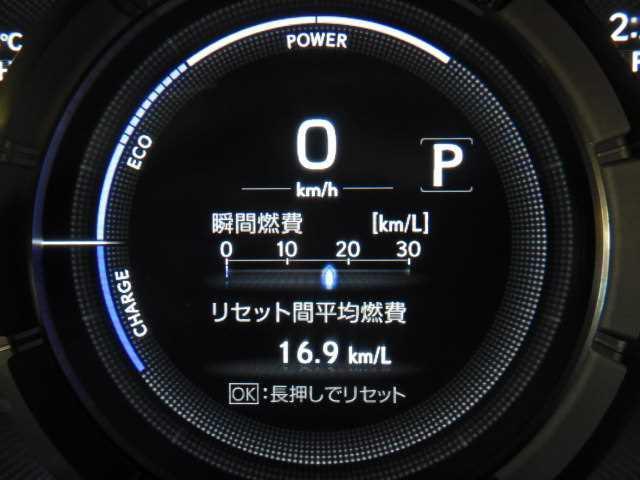 POWER
℃
2:
ECO
0
km/h
P
瞬間燃費 [km/L]
0 10 20 30
CHARGE
リセット間平均燃費
16.9 km/L
OK:長押しでリセット